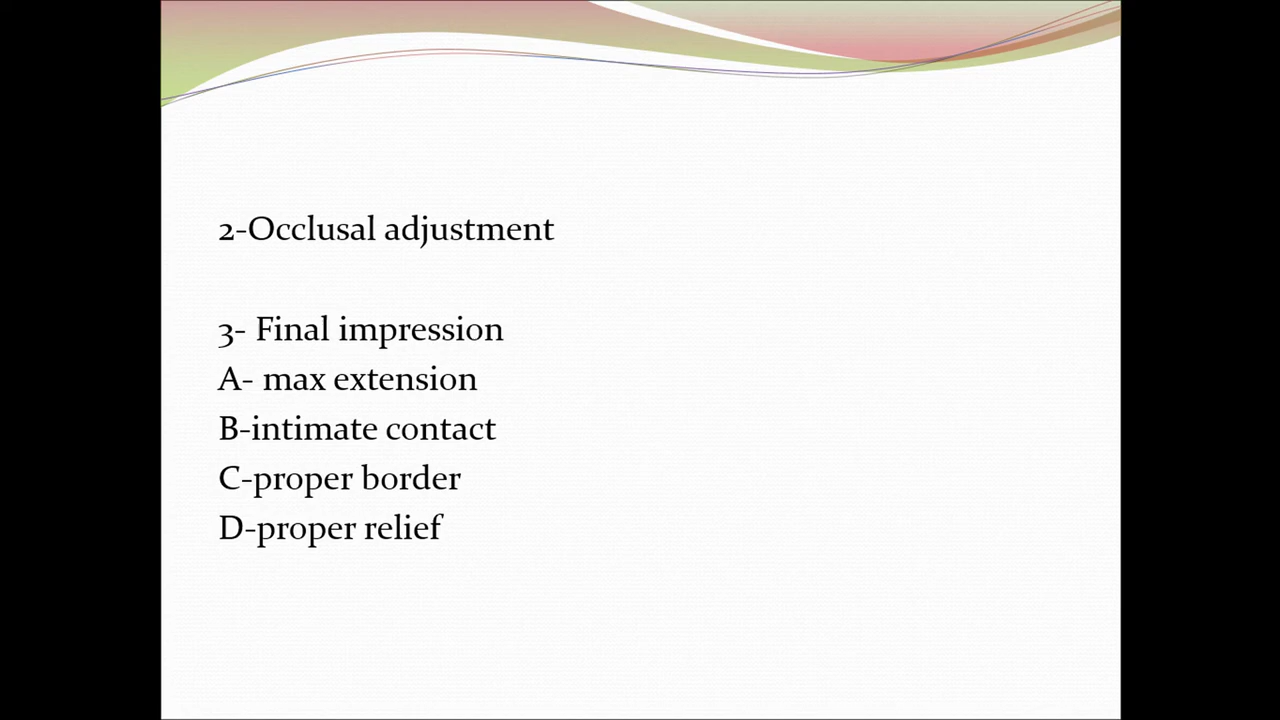 2-Occlusal adjustment
3- Final impression
A- max extension
B-intimate contact
C-proper border
D-proper relief